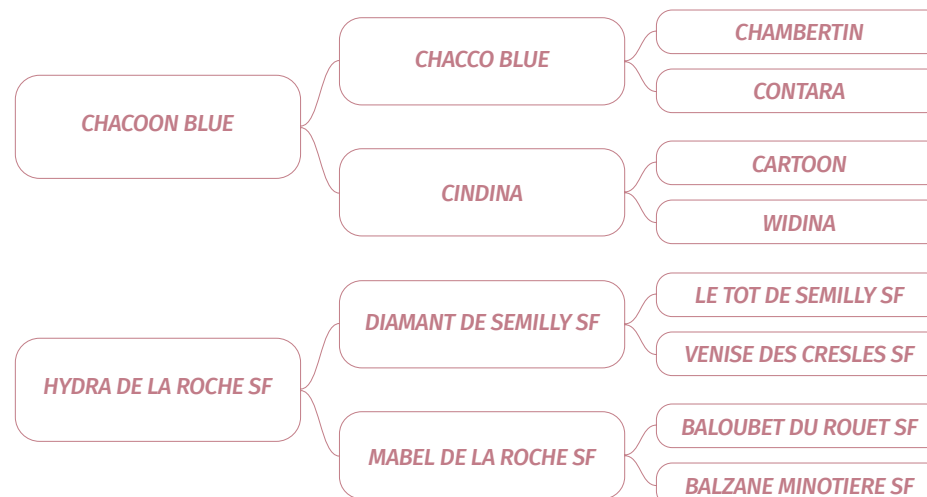 CHACOON BLUE
CHACCO BLUE
CHAMBERTIN
CONTARA
CINDINA
CARTOON
WIDINA
HYDRA DE LA ROCHE SF
DIAMANT DE SEMILLY SF
LE TOT DE SEMILLY SF
VENISE DES CRESLES SF
MABEL DE LA ROCHE SF
BALOUBET DU ROUET SF
BALZANE MINOTIERE SF